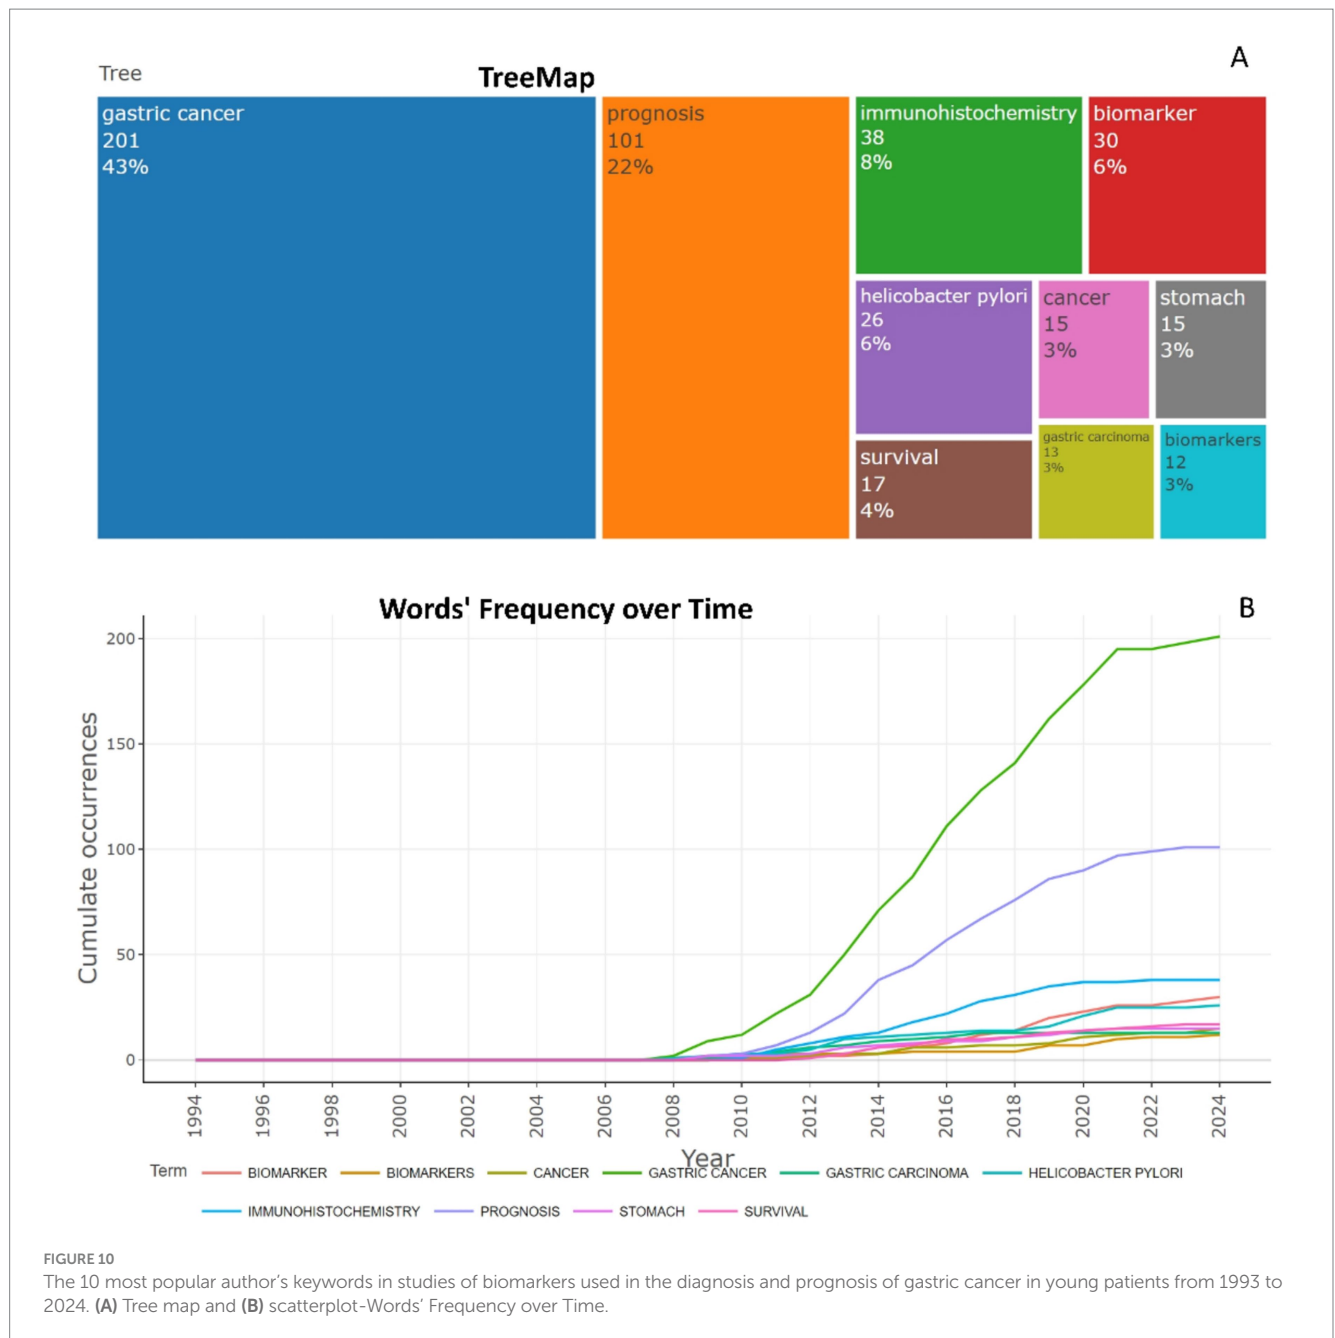 A
Tree
TreeMap
gastric cancer
201
43%
prognosis
101
22%
immunohistochemistry
38
8%
biomarker
30
6%
helicobacter pylori
26
6%
cancer
15
3%
stomach
15
3%
survival
17
4%
gastric carcinoma
13
3%
biomarkers
12
3%
Words' Frequency over Time
B
Cumulate occurrences
200
150
100
50
0
1994
1996
1998
2000
2002
2004
2006
2008
2010
2012
2014
2016
2018
2020
2022
2024
Year
Term BIOMARKER BIOMARKERS CANCER GASTRIC CANCER GASTRIC CARCINOMA HELICOBACTER PYLORI
IMMUNOHISTOCHEMISTRY PROGNOSIS STOMACH SURVIVAL
FIGURE 10
The 10 most popular author's keywords in studies of biomarkers used in the diagnosis and prognosis of gastric cancer in young patients from 1993 to
2024. (A) Tree map and (B) scatterplot-Words' Frequency over Time.